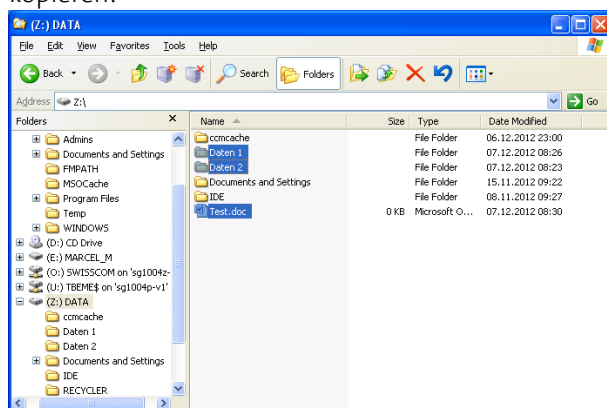 kopieren.
(Z:) DATA
File Edit View Favorites Tools Help
Back Search Folders
Address Z:\ Go
Folders Name Size Type Date Modified
Admins
Documents and Settings
FMPATH
MSOCache
Program Files
Temp
WINDOWS
(D:) CD Drive
(E:) MARCEL_M
(O:) SWISSCOM on 'sg1004z-
(U:) TBEME$ on 'sg1004p-v1'
(Z:) DATA
ccmcache
Daten 1
Daten 2
Documents and Settings
IDE
RECYCLER
ccmcache File Folder 06.12.2012 23:00
Daten 1 File Folder 07.12.2012 08:26
Daten 2 File Folder 07.12.2012 08:23
Documents and Settings File Folder 15.11.2012 09:22
IDE File Folder 08.11.2012 09:27
Test.doc 0 KB Microsoft O... 07.12.2012 08:30